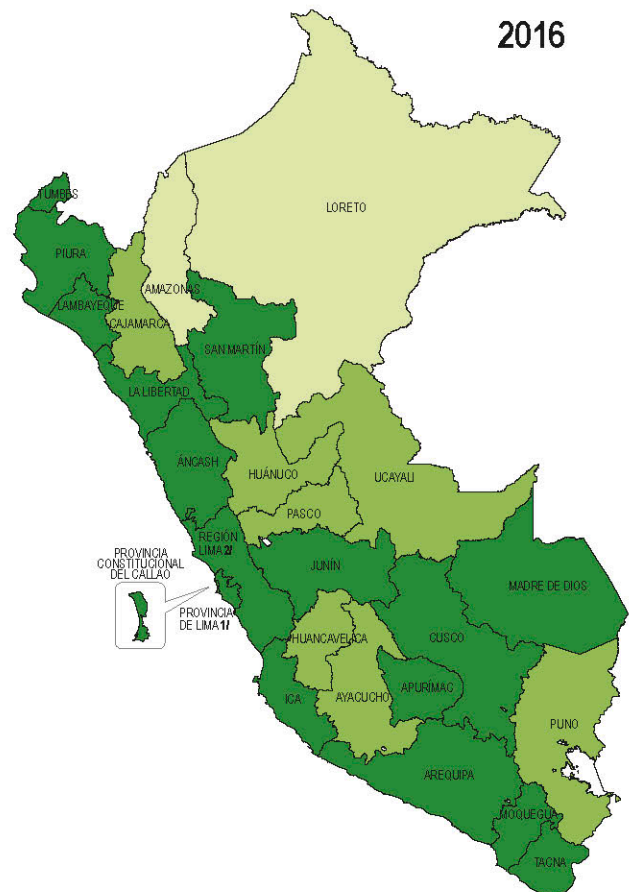 2016
LORETO
TUMBES
PIURA
AMAZONAS
LAMBAYEQUE
CAJAMARCA
SAN MARTÍN
LA LIBERTAD
ÁNCASH
HUÁNUCO
UCAYALI
PASCO
REGIÓN
LIMA 2/
PROVINCIA
CONSTITUCIONAL
DEL CALLAO
JUNÍN
MADRE DE DIOS
PROVINCIA
DE LIMA 1/
HUANCAVELICA
CUSCO
ICA
AYACUCHO
APURÍMAC
PUNO
AREQUIPA
MOQUEGUA
TACNA